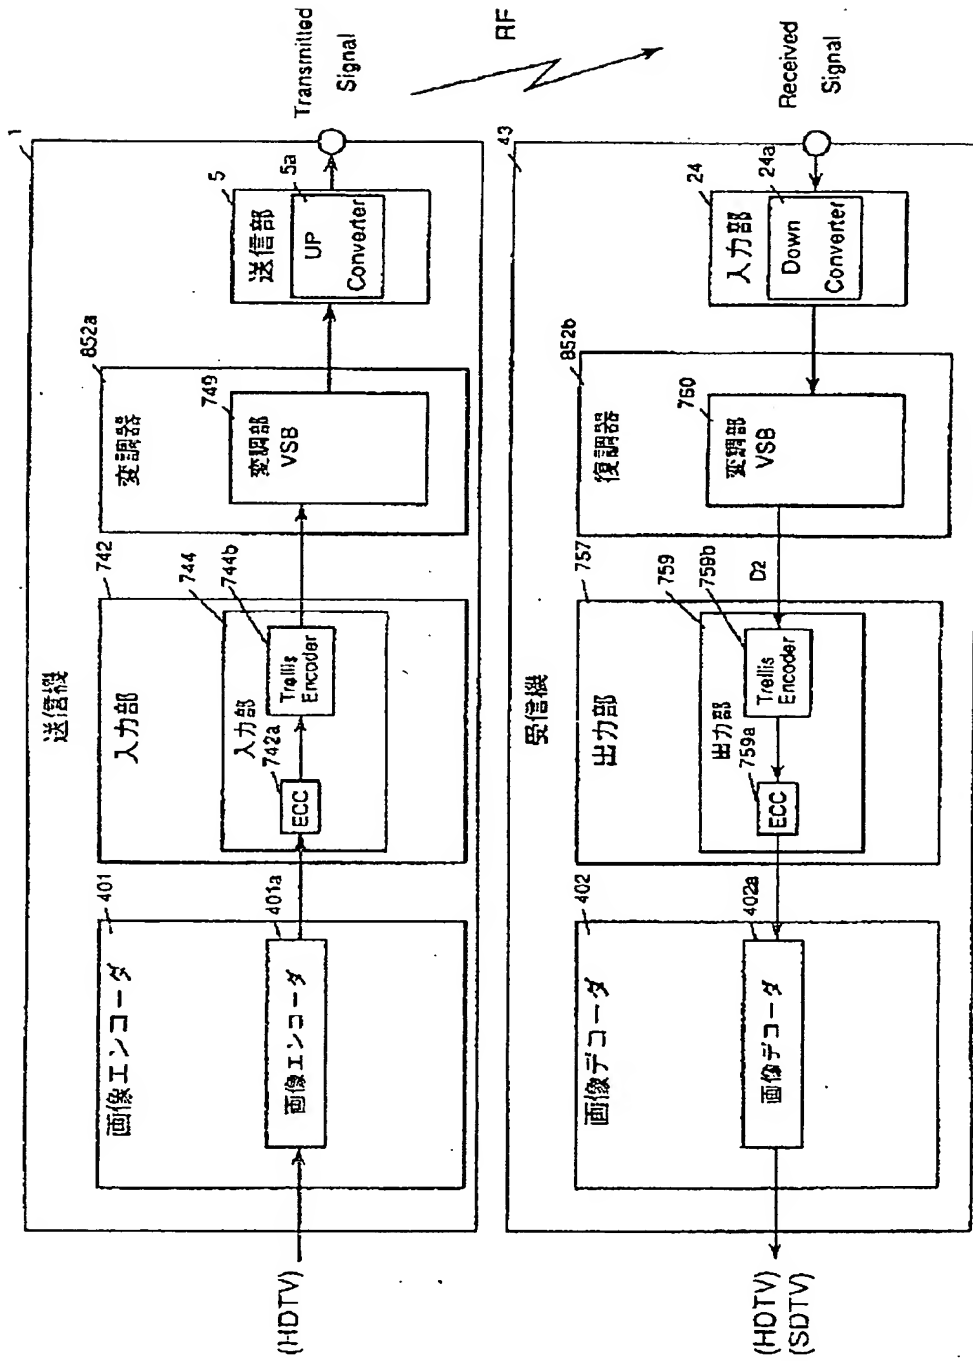 1
送信機
(HDTV)
401
画像エンコーダ
401a
画像エンコーダ
742
入力部
744
744b
入力部
742a
ECC
Trellis
Encoder
852a
変調器
749
変調部
VSB
5
送信部
5a
UP
Converter
Transmitted
Signal
RF
43
受信機
Received
Signal
24
入力部
24a
Down
Converter
852b
復調器
760
変調部
VSB
D2
757
出力部
759
759b
出力部
759a
Trellis
Encoder
ECC
402
画像デコーダ
402a
画像デコーダ
(HDTV)
(SDTV)